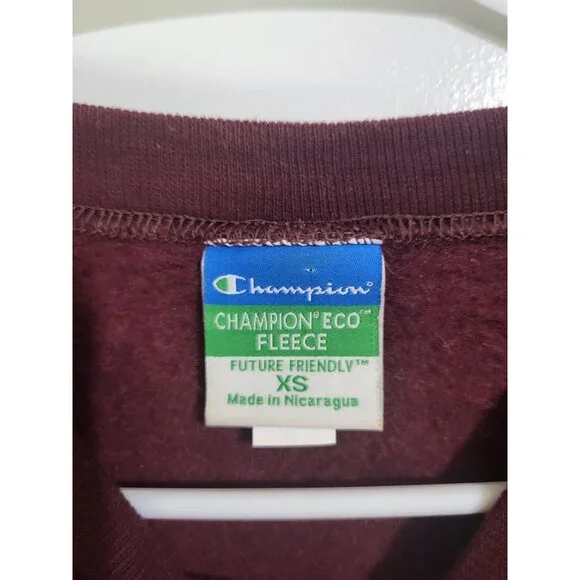 Champion®
CHAMPION® ECO™
FLEECE
FUTURE FRIENDLY™
XS
Made in Nicaragua